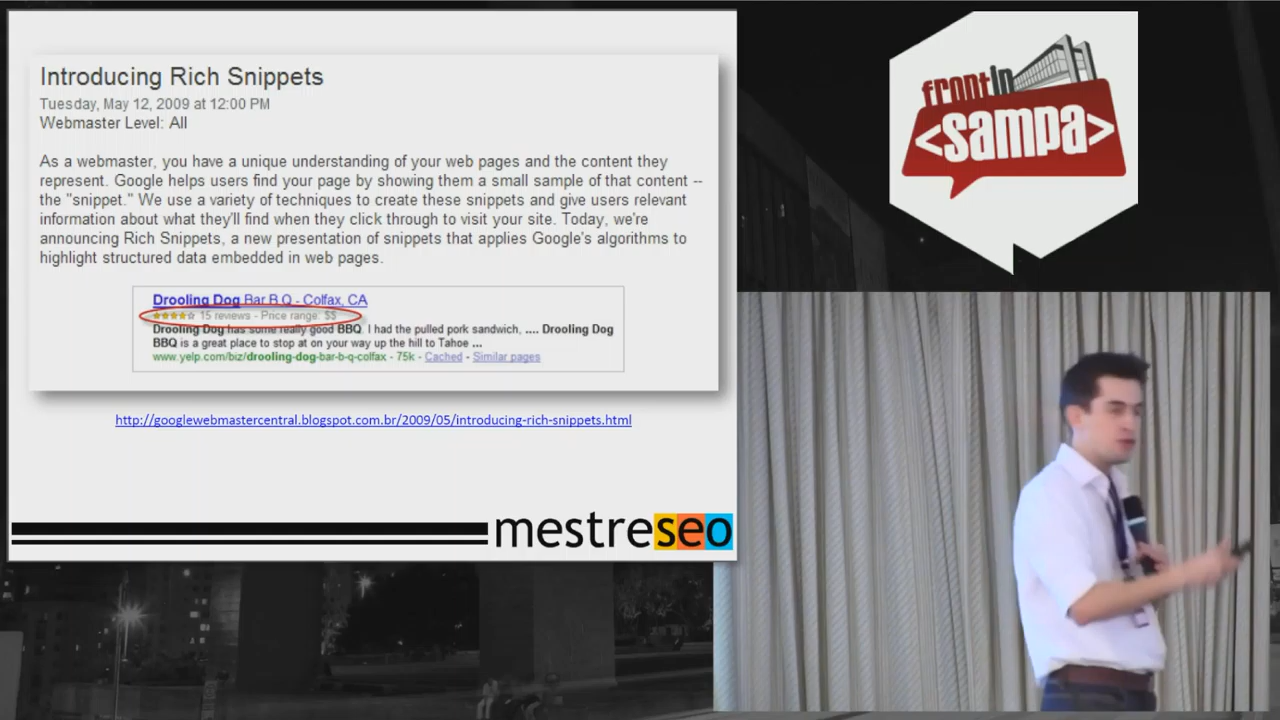 Introducing Rich Snippets
Tuesday, May 12, 2009 at 12:00 PM
Webmaster Level: All
As a webmaster, you have a unique understanding of your web pages and the content they
represent. Google helps users find your page by showing them a small sample of that content --
the "snippet." We use a variety of techniques to create these snippets and give users relevant
information about what they'll find when they click through to visit your site. Today, we're
announcing Rich Snippets, a new presentation of snippets that applies Google's algorithms to
highlight structured data embedded in web pages.
Drooling Dog Bar B Q - Colfax, CA
15 reviews - Price range: $$
Drooling Dog has some really good BBQ. I had the pulled pork sandwich, .... Drooling Dog
BBQ is a great place to stop at on your way up the hill to Tahoe ...
www.yelp.com/biz/drooling-dog-bar-b-q-colfax - 75k - Cached - Similar pages
http://googlewebmastercentral.blogspot.com.br/2009/05/introducing-rich-snippets.html
mestreseo
frontin
<sampa>